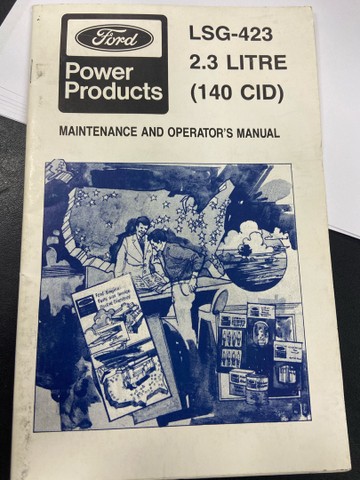 Ford
Power
Products
LSG-423
2.3 LITRE
(140 CID)
MAINTENANCE AND OPERATOR'S MANUAL